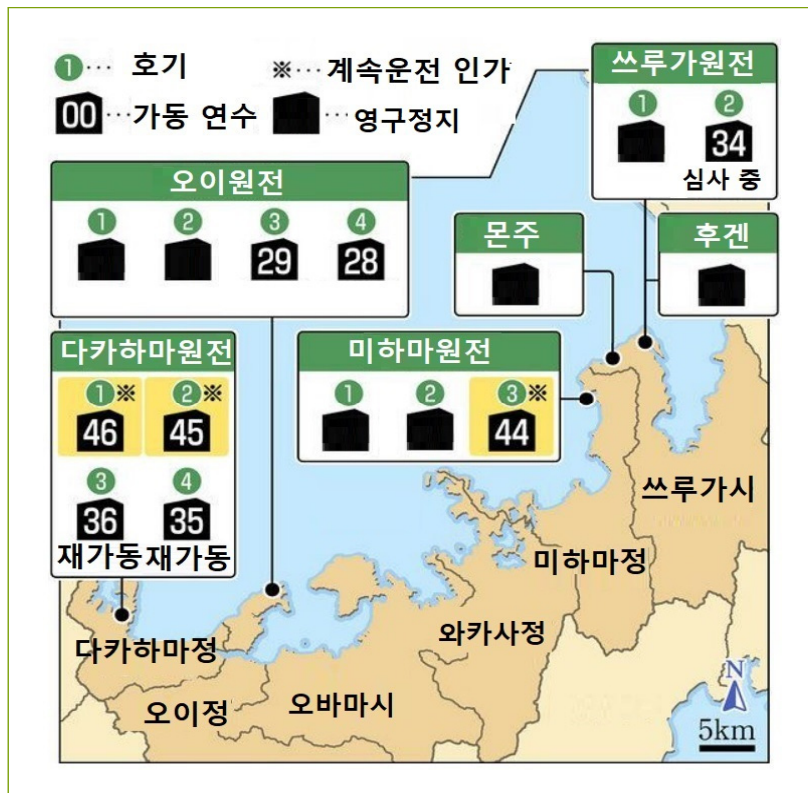 1··· 호기
※··· 계속운전 인가
00 ··· 가동 연수
··· 영구정지
쓰루가원전
1 2
34
심사 중
오이원전
1 2 3 4
29 28
몬주
후겐
다카하마원전
1※ 2※
46 45
3 4
36 35
재가동 재가동
미하마원전
1 2 3※
44
쓰루가시
미하마정
와카사정
다카하마정
오이정
오바마시
N
5km